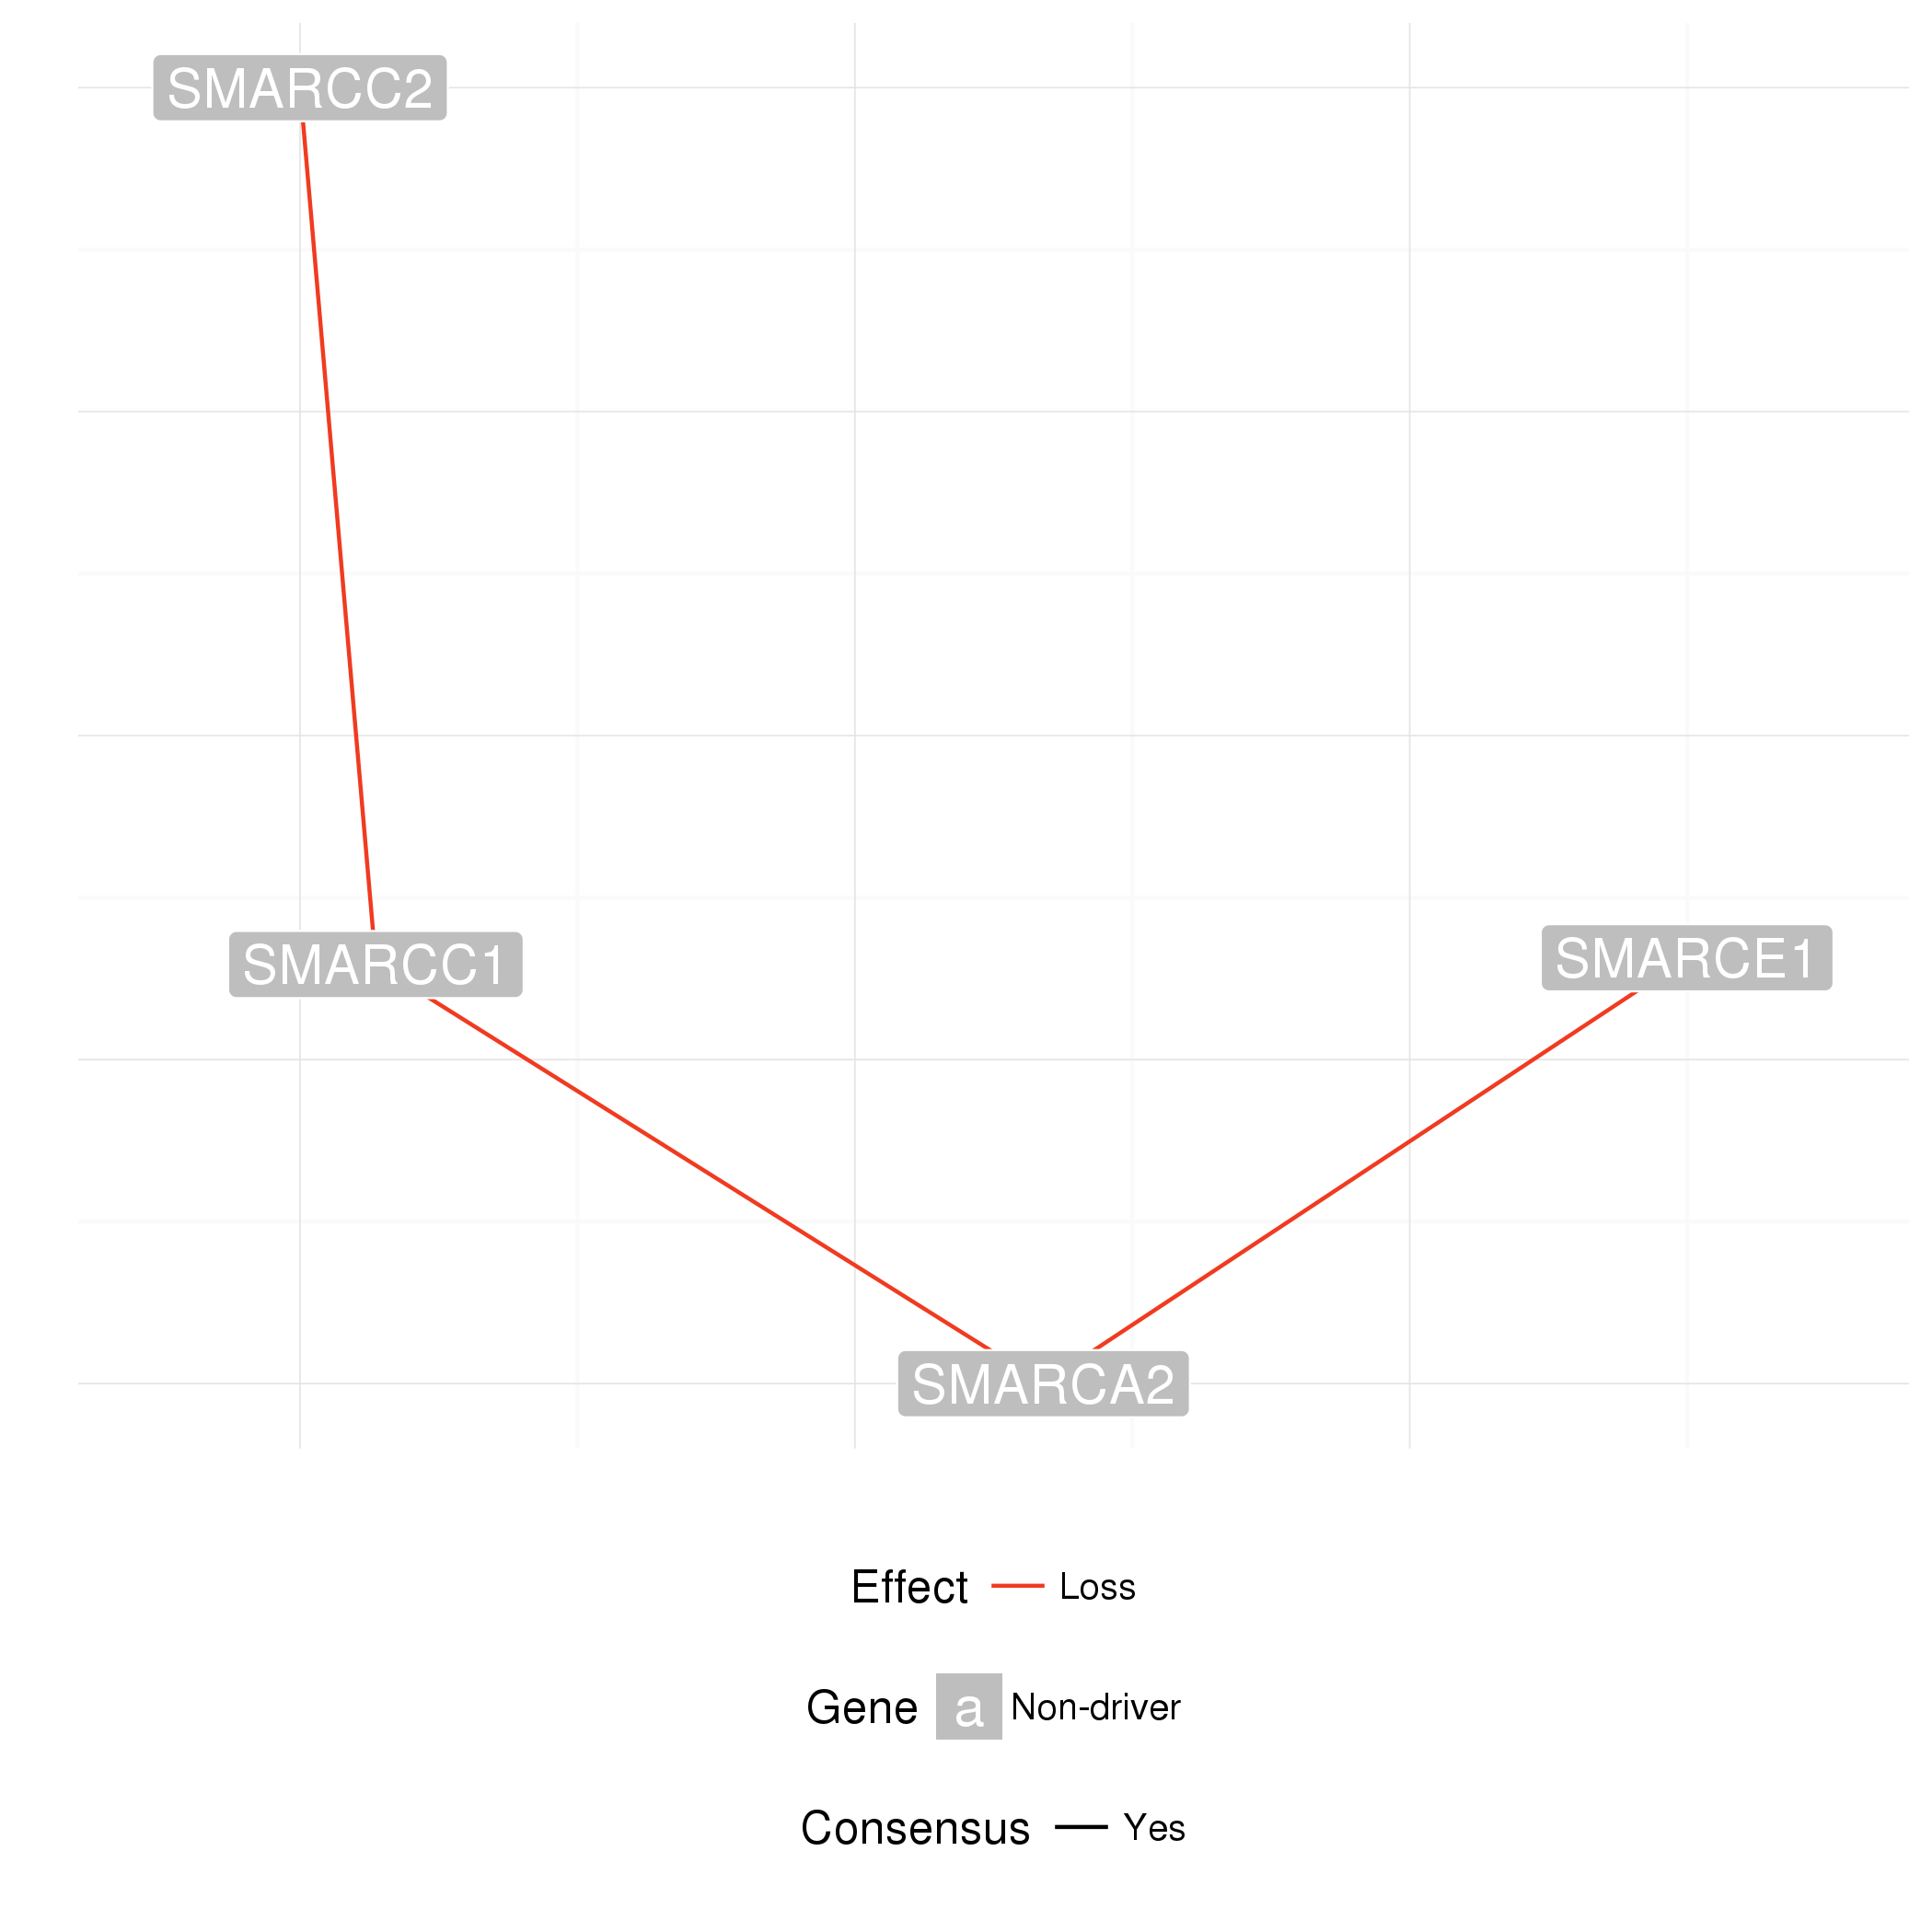 SMARCC2
SMARCC1
SMARCE1
SMARCA2
Effect Loss
Gene a Non-driver
Consensus Yes